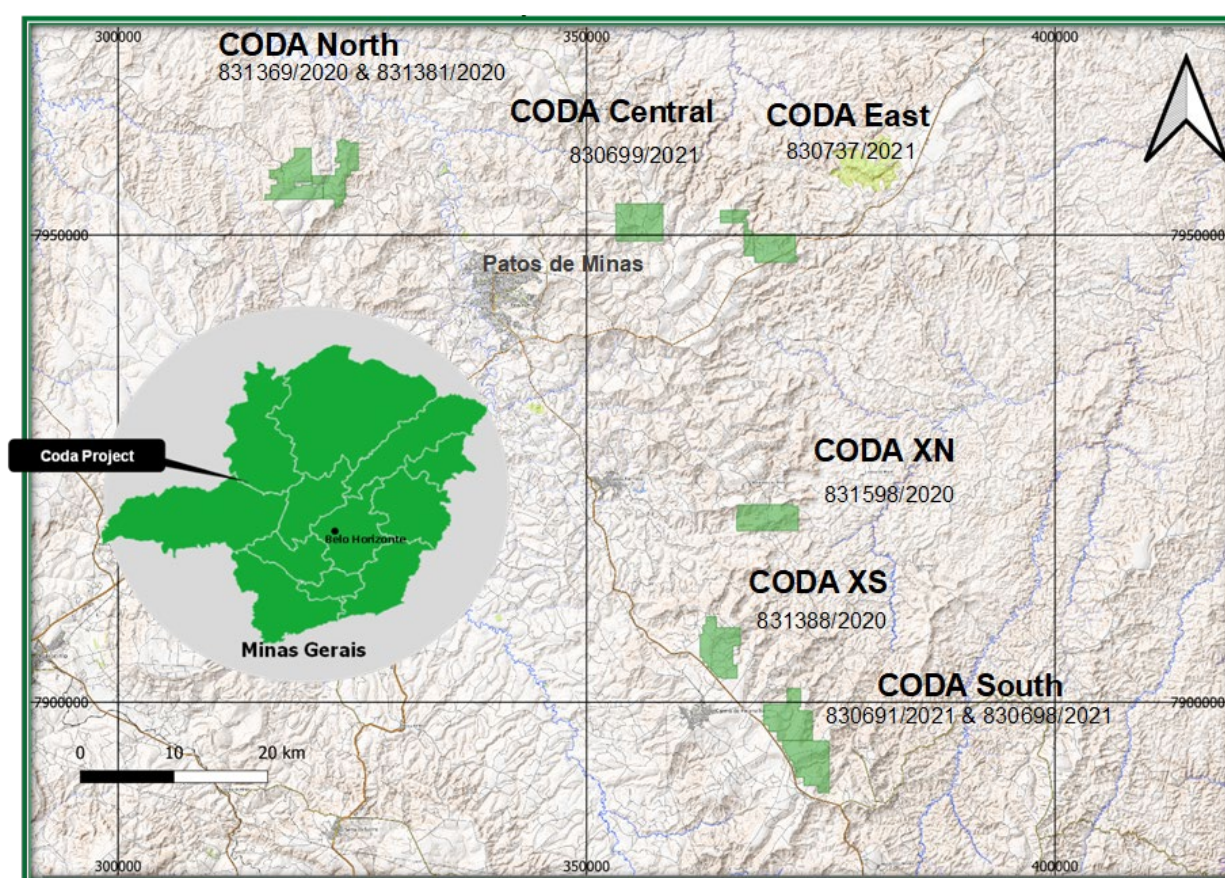 300000
350000
400000
CODA North
831369/2020 & 831381/2020
CODA Central
830699/2021
CODA East
830737/2021
7950000
7950000
Patos de Minas
Coda Project
Belo Horizonte
Minas Gerais
CODA XN
831598/2020
CODA XS
831388/2020
CODA South
830691/2021 & 830698/2021
7900000
7900000
0 10 20 km
300000
350000
400000